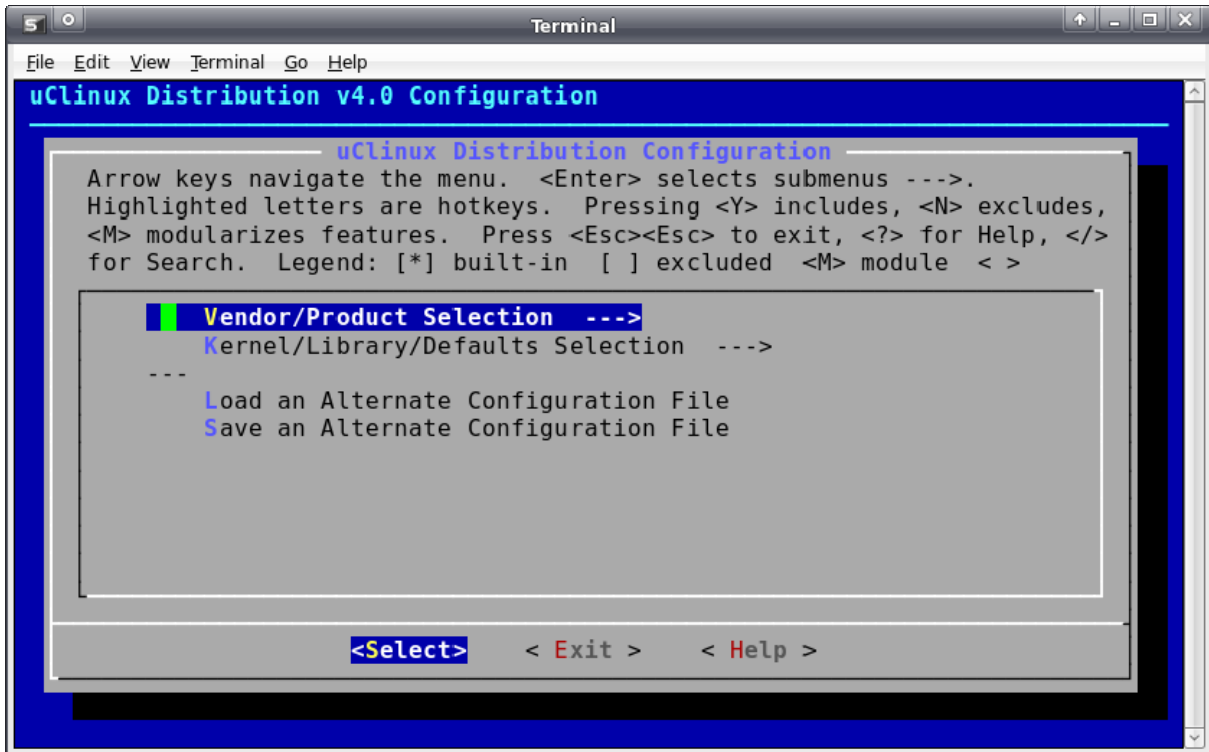 Terminal
File Edit View Terminal Go Help
uClinux Distribution v4.0 Configuration
uClinux Distribution Configuration
Arrow keys navigate the menu.  <Enter> selects submenus --->.
Highlighted letters are hotkeys.  Pressing <Y> includes, <N> excludes,
<M> modularizes features.  Press <Esc><Esc> to exit, <?> for Help, </>
for Search.  Legend: [*] built-in  [ ] excluded  <M> module  < >
Vendor/Product Selection  --->
Kernel/Library/Defaults Selection  --->
---
Load an Alternate Configuration File
Save an Alternate Configuration File
<Select>    < Exit >    < Help >